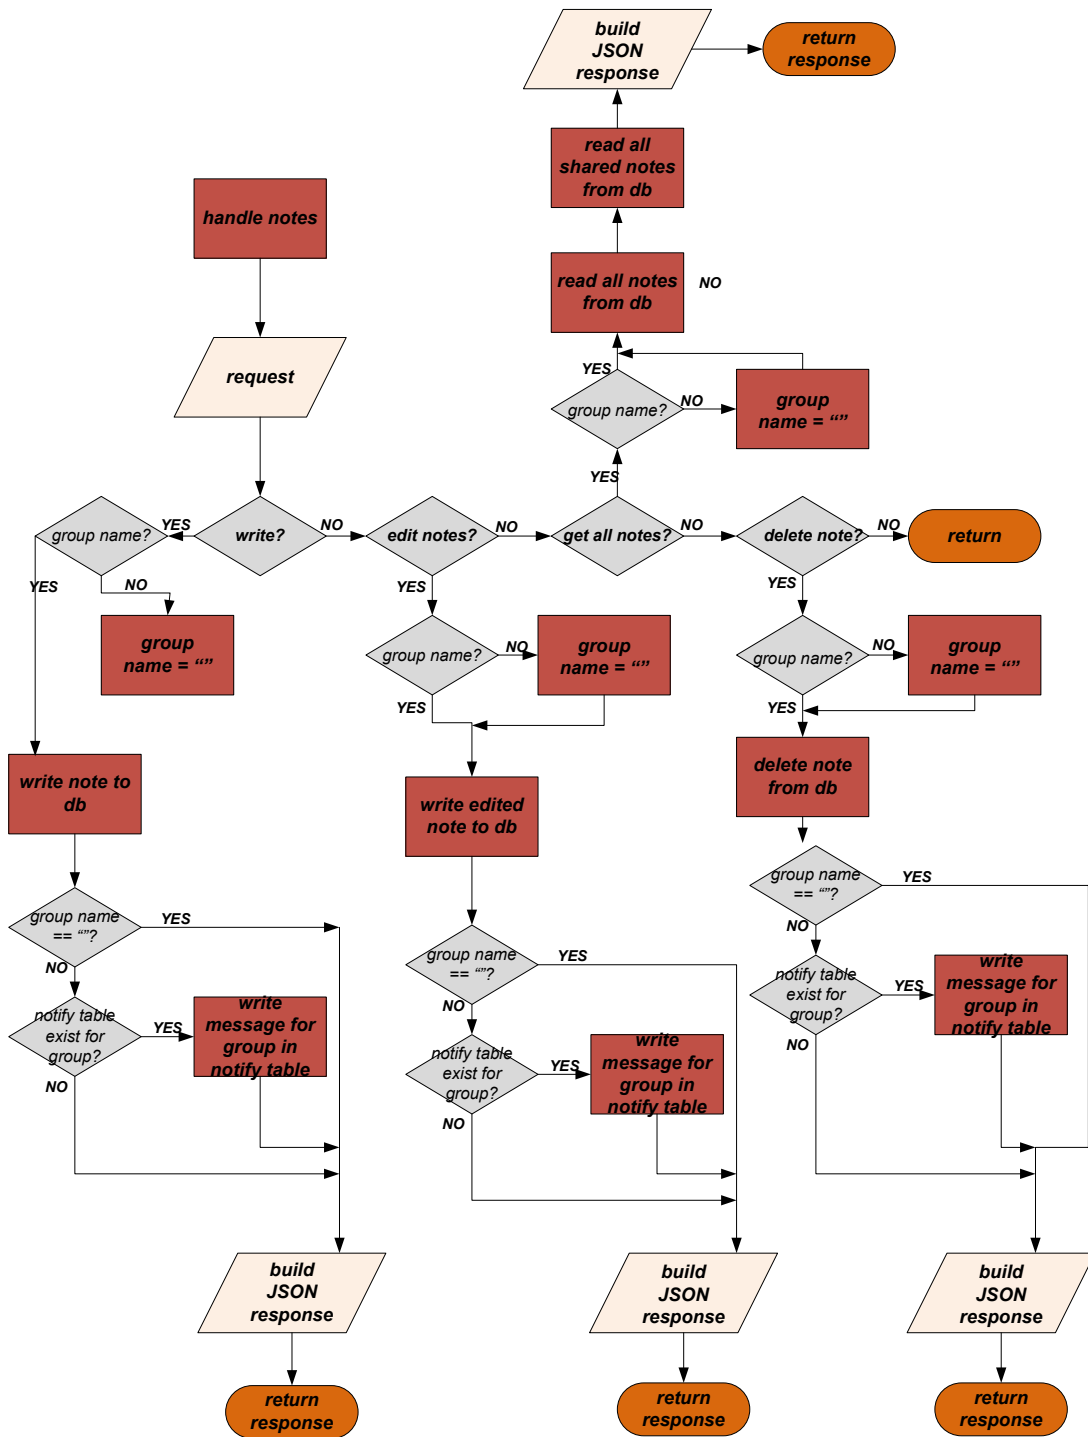 build
JSON
response
return
response
read all
shared notes
from db
handle notes
read all notes
from db
NO
request
YES
group name?
NO
group
name = “”
YES
group name?
YES
write?
NO
edit notes?
NO
get all notes?
NO
delete note?
NO
return
YES
NO
group
name = “”
YES
group name?
NO
group
name = “”
YES
YES
group name?
NO
group
name = “”
YES
write note to
db
write edited
note to db
delete note
from db
group name
== “”?
YES
NO
notify table
exist for
group?
YES
write
message for
group in
notify table
NO
group name
== “”?
YES
NO
notify table
exist for
group?
YES
write
message for
group in
notify table
NO
group name
== “”?
YES
NO
notify table
exist for
group?
YES
write
message for
group in
notify table
NO
build
JSON
response
build
JSON
response
build
JSON
response
return
response
return
response
return
response